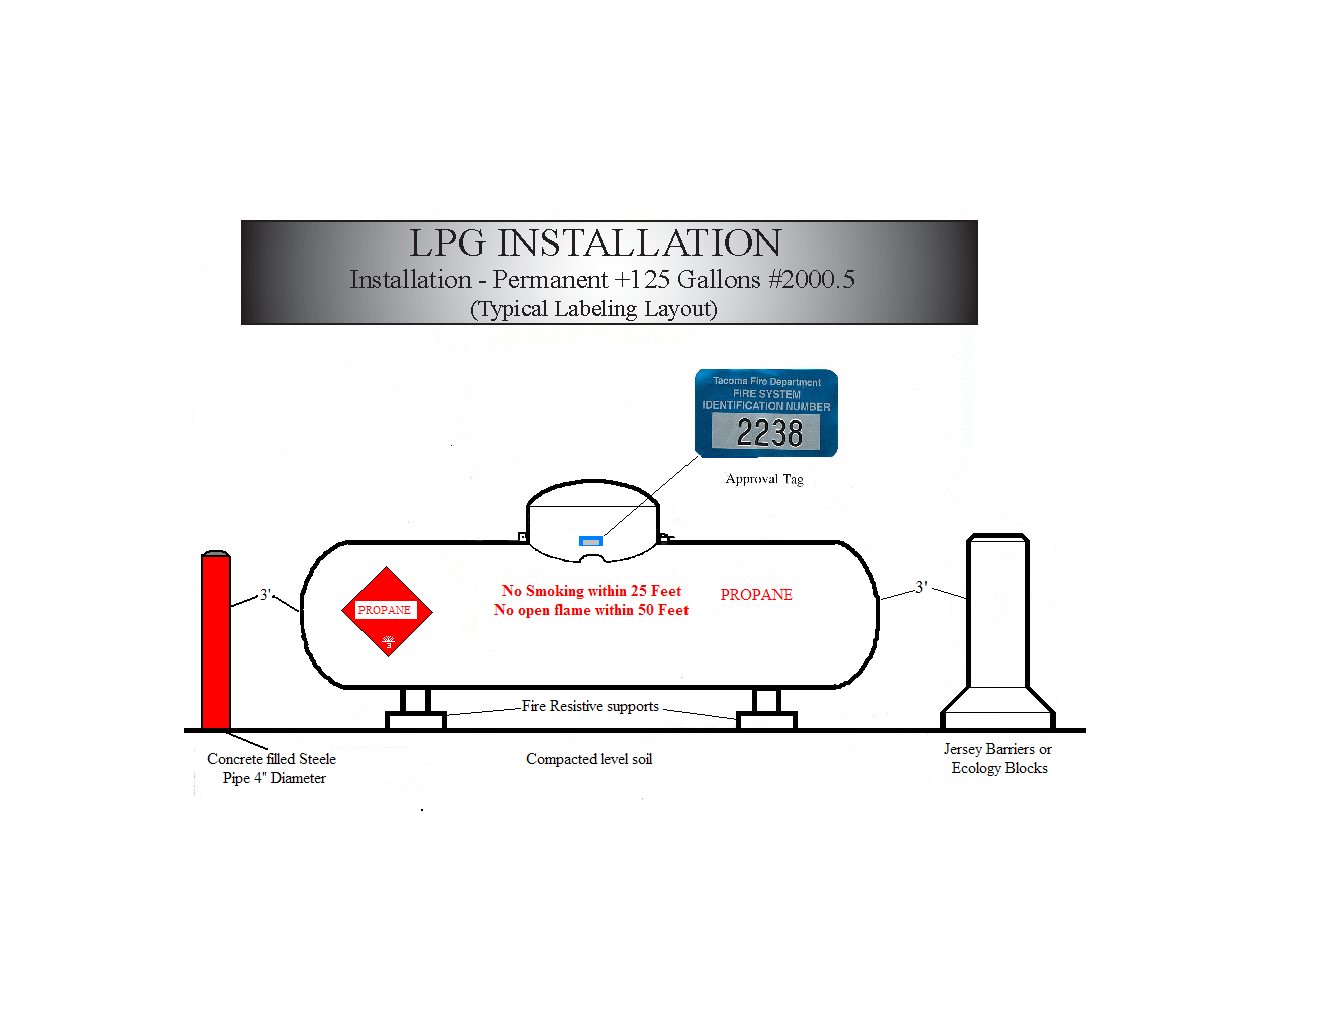 LPG INSTALLATION
Installation - Permanent +125 Gallons #2000.5
(Typical Labeling Layout)
Tacoma Fire Department
FIRE SYSTEM
IDENTIFICATION NUMBER
2238
Approval Tag
3'
PROPANE
3
No Smoking within 25 Feet
No open flame within 50 Feet
PROPANE
3'
Fire Resistive supports
Concrete filled Steele
Pipe 4" Diameter
Compacted level soil
Jersey Barriers or
Ecology Blocks